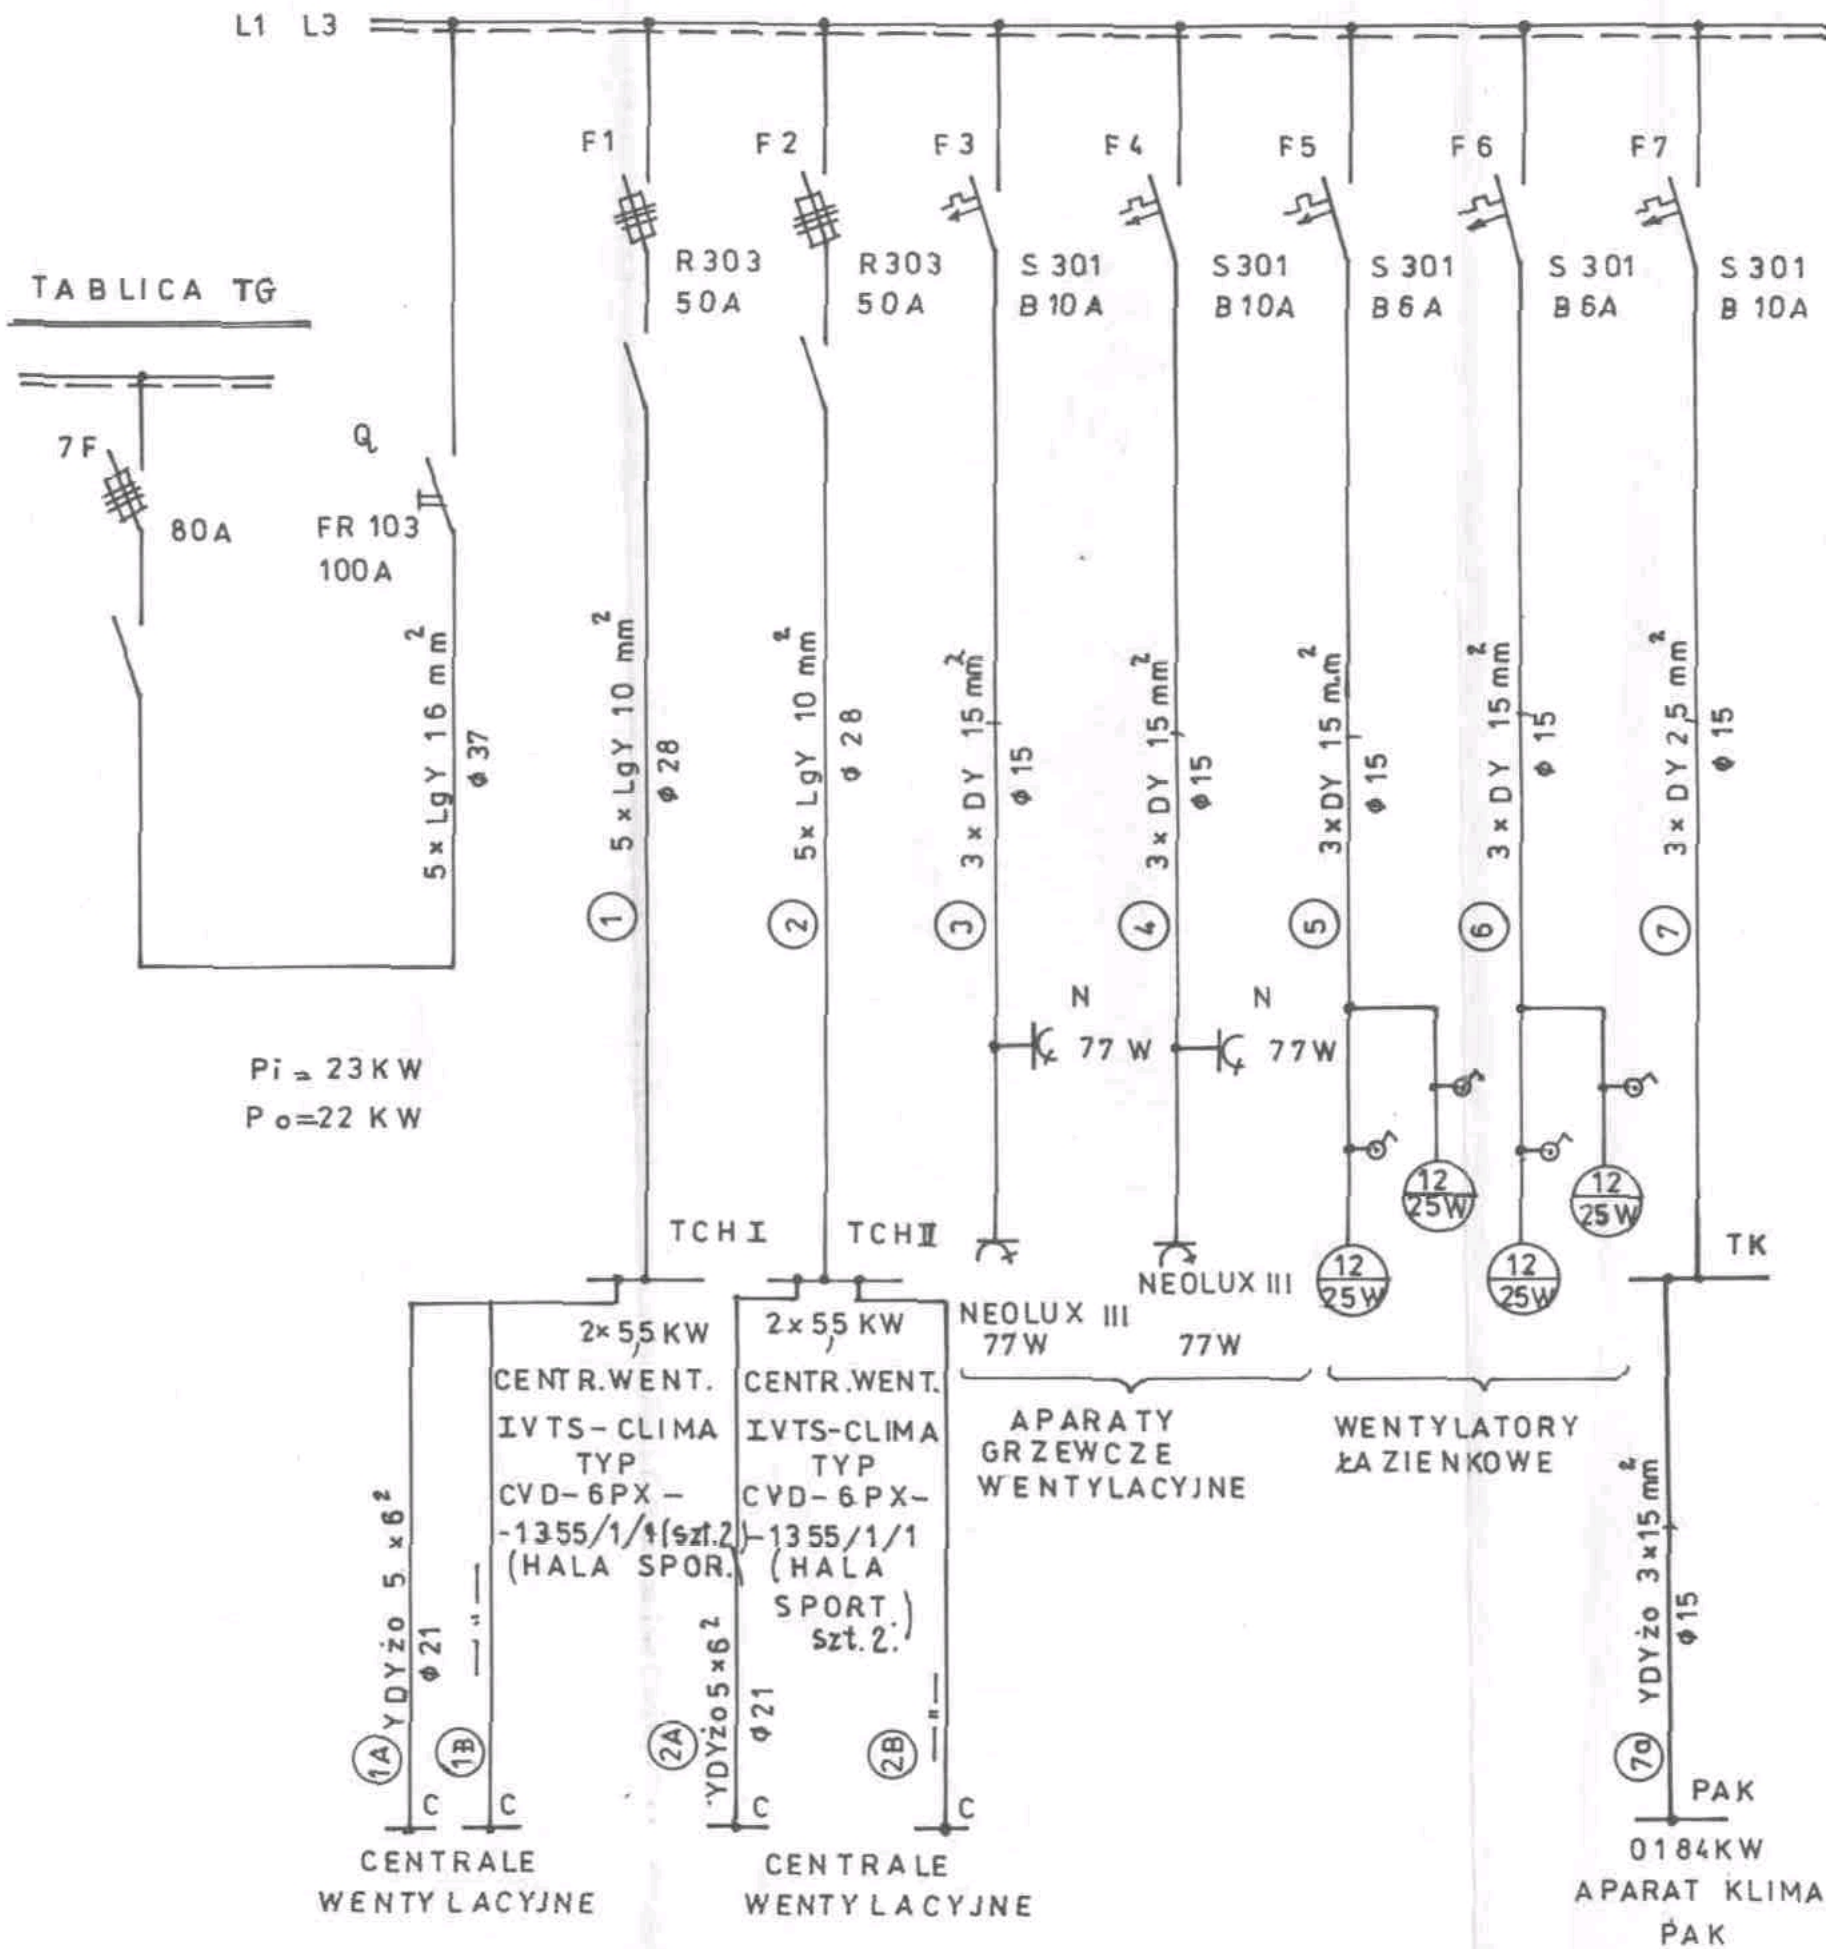 L1 L3
TABLICA TG
7F
80A
Q
FR 103
100A
5 x LgY 16 mm²
ø 37
Pi = 23 KW
Po=22 KW
F1
R303
50A
5 x LgY 10 mm²
ø 28
1
F2
R303
50A
5x LgY 10 mm²
ø 28
2
F3
S 301
B 10A
3 x DY 15 mm²
ø 15
3
N
77 W
F4
S301
B 10A
3 x DY 15 mm²
ø 15
4
N
77W
F5
S 301
B 6A
3xDY 15 mm²
ø 15
5
12
25W
12
25W
F6
S 301
B 6A
3 x DY 15 mm²
ø 15
6
12
25W
12
25W
F7
S 301
B 10A
3x DY 2,5 mm²
ø 15
7
TCH I
2x 5,5 KW
CENTR.WENT.
IVTS-CLIMA
TYP
CVD-6PX-
-1355/1/1(szt.2)
(HALA SPOR.)
TCH II
2x 5,5 KW
CENTR.WENT.
IVTS-CLIMA
TYP
CVD-6PX-
-1355/1/1
(HALA
SPORT.)
szt. 2.
NEOLUX III
77W
NEOLUX III
77W
APARATY
GRZEWCZE
WENTYLACYJNE
WENTYLATORY
ŁAZIENKOWE
TK
YDYżo 5 x6²
ø 21
1A
C
— " —
1B
C
CENTRALE
WENTYLACYJNE
YDYżo 5x6²
ø 21
2A
C
— " —
2B
C
CENTRALE
WENTYLACYJNE
YDYżo 3x15 mm²
ø 15
7a
PAK
0184KW
APARAT KLIMA
PAK